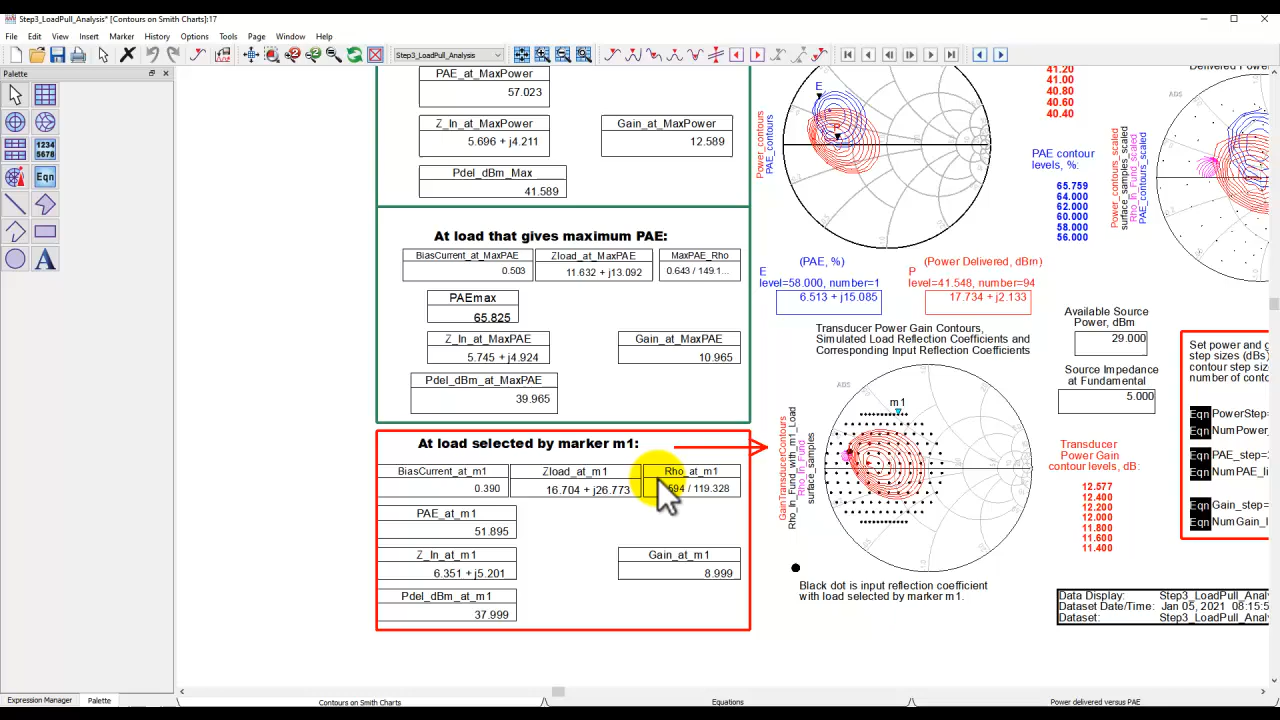 Step3_LoadPull_Analysis* [Contours on Smith Charts]:17
File Edit View Insert Marker History Options Tools Page Window Help
Step3_LoadPull_Analysis
Palette
1234
5678
Eqn
PAE_at_MaxPower
57.023
Z_In_at_MaxPower
5.696 + j4.211
Gain_at_MaxPower
12.589
Pdel_dBm_Max
41.589
At load that gives maximum PAE:
BiasCurrent_at_MaxPAE
0.503
Zload_at_MaxPAE
11.632 + j13.092
MaxPAE_Rho
0.643 / 149.1...
PAEmax
65.825
Z_In_at_MaxPAE
5.745 + j4.924
Gain_at_MaxPAE
10.965
Pdel_dBm_at_MaxPAE
39.965
At load selected by marker m1:
BiasCurrent_at_m1
0.390
Zload_at_m1
16.704 + j26.773
Rho_at_m1
594 / 119.328
PAE_at_m1
51.895
Z_In_at_m1
6.351 + j5.201
Gain_at_m1
8.999
Pdel_dBm_at_m1
37.999
Power_contours
PAE_contours
E
(PAE, %)
E
level=58.000, number=1
6.513 + j15.085
(Power Delivered, dBm)
P
level=41.548, number=94
17.734 + j2.133
Transducer Power Gain Contours,
Simulated Load Reflection Coefficients and
Corresponding Input Reflection Coefficients
ADS
m1
GainTransducerContours
Rho_In_Fund_with_m1_Load
Rho_In_Fund
surface_samples
Black dot is input reflection coefficient
with load selected by marker m1.
41.20
41.00
40.80
40.60
40.40
PAE contour
levels, %:
65.759
64.000
62.000
60.000
58.000
56.000
Delivered Powe
ADS
Power_contours_scaled
surface_samples
Rho_In_Fund_scaled
PAE_contours_scaled
Available Source
Power, dBm
29.000
Source Impedance
at Fundamental
5.000
Transducer
Power Gain
contour levels, dB:
12.577
12.400
12.200
12.000
11.800
11.600
11.400
Set power and g
step sizes (dBs)
contour step siz
number of conto
Eqn PowerStep=
Eqn NumPower_
Eqn PAE_step=
Eqn NumPAE_li
Eqn Gain_step=
Eqn NumGain_l
Data Display: Step3_LoadPull_Anal
Dataset Date/Time: Jan 05, 2021 08:15:5
Dataset: Step3_LoadPull_Anal
Expression Manager Palette
Contours on Smith Charts Equations Power delivered versus PAE